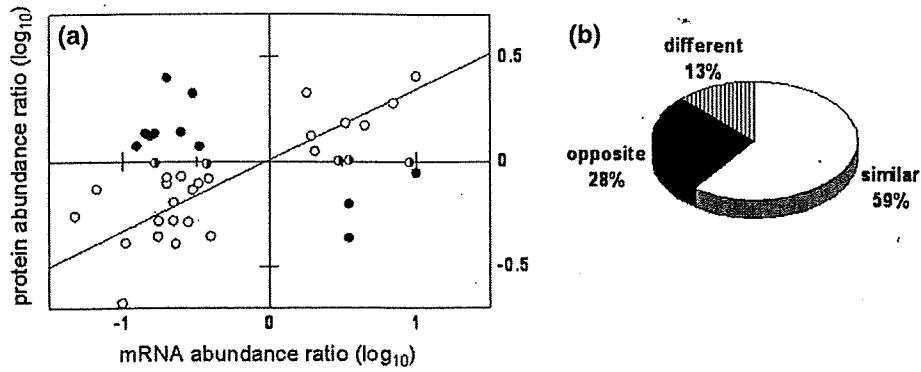 (a)
protein abundance ratio (log10)
0.5
0
-0.5
-1
0
1
mRNA abundance ratio (log10)
(b)
different
13%
opposite
28%
similar
59%